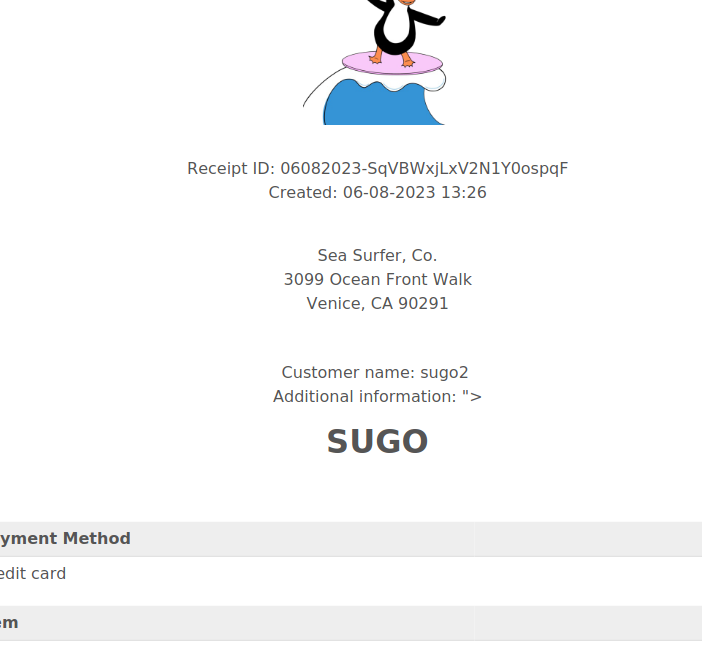 Receipt ID: 06082023-SqVBWxjLxV2N1Y0ospqF
Created: 06-08-2023 13:26
Sea Surfer, Co.
3099 Ocean Front Walk
Venice, CA 90291
Customer name: sugo2
Additional information: ">
SUGO
yment Method
edit card
em